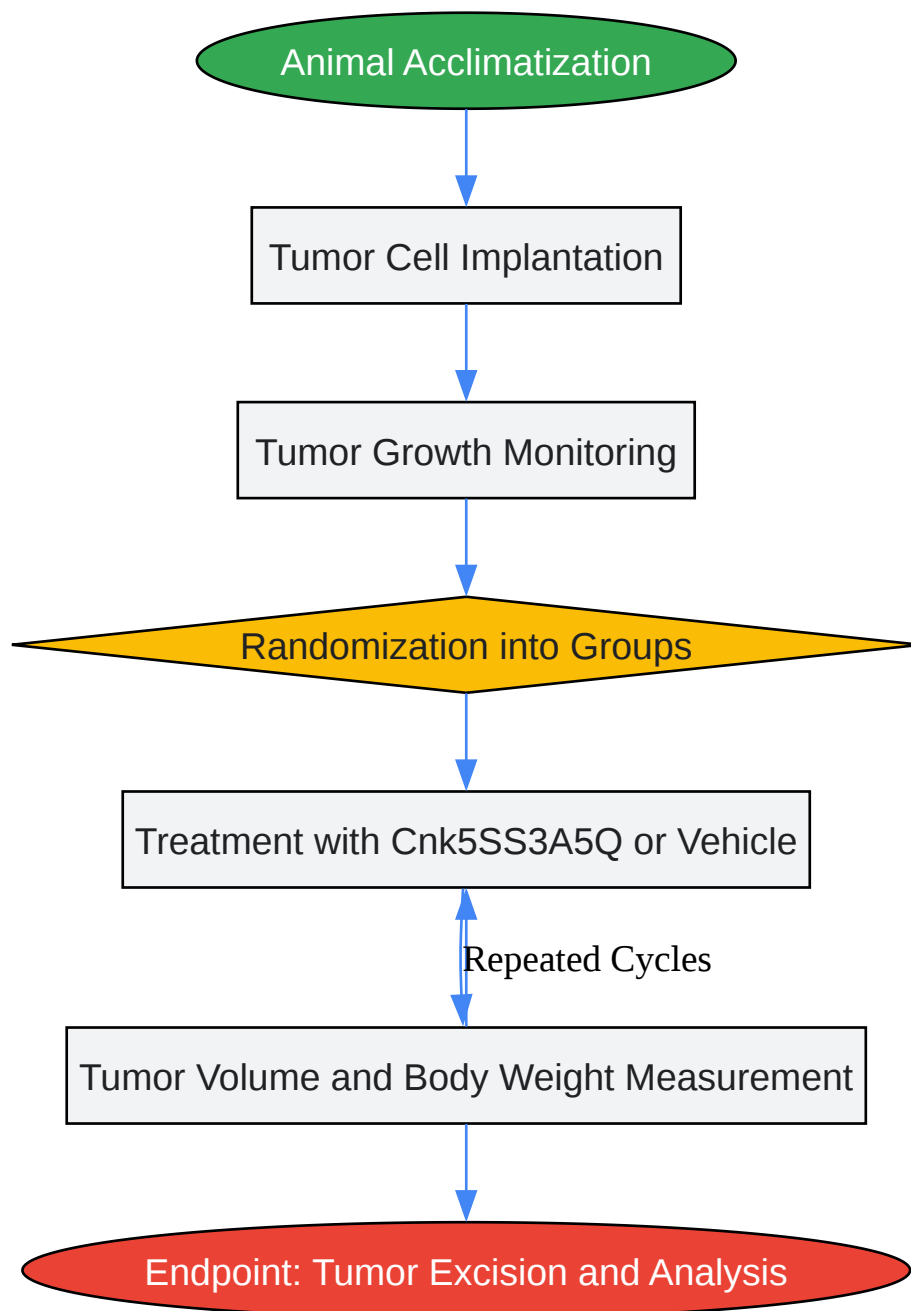 Animal Acclimatization
Tumor Cell Implantation
Tumor Growth Monitoring
Randomization into Groups
Treatment with Cnk5SS3A5Q or Vehicle
Repeated Cycles
Tumor Volume and Body Weight Measurement
Endpoint: Tumor Excision and Analysis